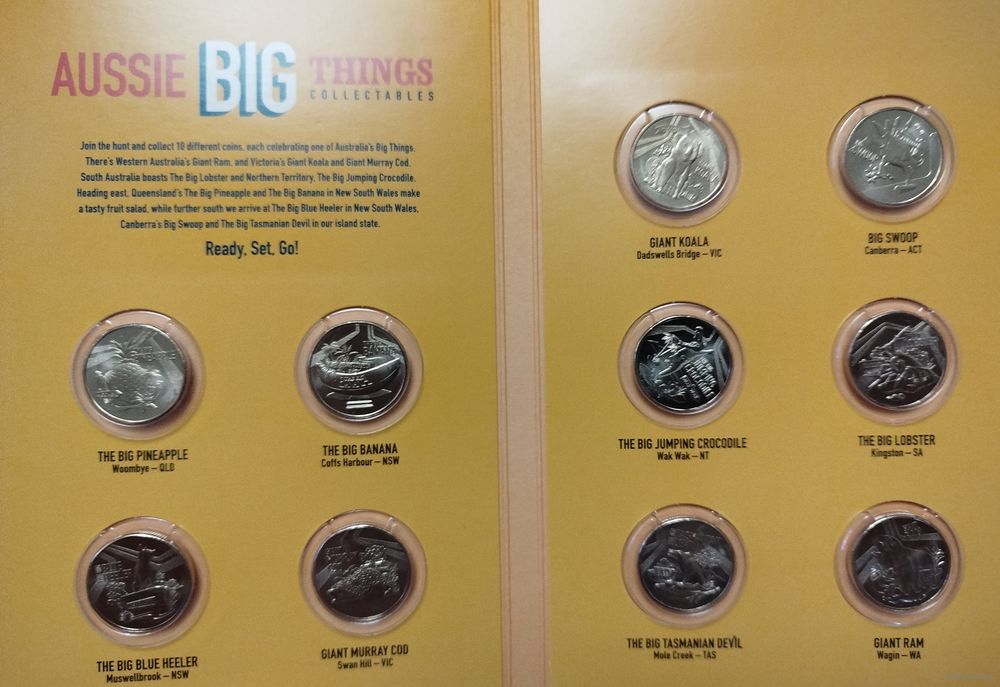 AUSSIE BIG THINGS
COLLECTABLES
Join the hunt and collect 10 different coins, each celebrating one of Australia's Big Things.
There's Western Australia's Giant Ram, and Victoria's Giant Koala and Giant Murray Cod.
South Australia boasts The Big Lobster and Northern Territory, The Big Jumping Crocodile.
Heading east, Queensland's The Big Pineapple and The Big Banana in New South Wales make
a tasty fruit salad, while further south we arrive at The Big Blue Heeler in New South Wales,
Canberra's Big Swoop and The Big Tasmanian Devil in our island state.
Ready, Set, Go!
THE BIG PINEAPPLE
Woombye – QLD
THE BIG BANANA
Coffs Harbour – NSW
THE BIG BLUE HEELER
Muswellbrook – NSW
GIANT MURRAY COD
Swan Hill – VIC
GIANT KOALA
Dadswells Bridge – VIC
BIG SWOOP
Canberra – ACT
THE BIG JUMPING CROCODILE
Wak Wak – NT
THE BIG LOBSTER
Kingston – SA
THE BIG TASMANIAN DEVIL
Mole Creek – TAS
GIANT RAM
Wagin – WA